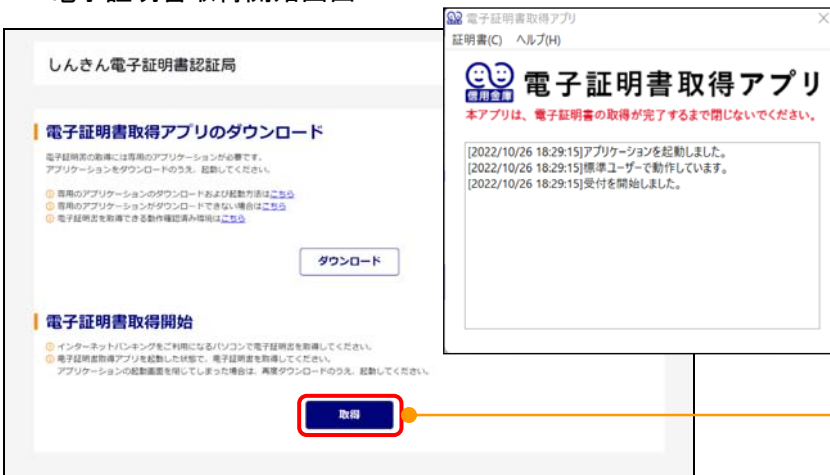 電子証明書取得開始画面
しんきん電子証明書認証局
電子証明書取得アプリのダウンロード
電子証明書の取得には専用のアプリケーションが必要です。
アプリケーションをダウンロードのうえ、起動してください。
専用のアプリケーションのダウンロードおよび起動方法はこちら
専用のアプリケーションがダウンロードできない場合はこちら
電子証明書を取得できる動作確認済み環境はこちら
ダウンロード
電子証明書取得開始
インターネットバンキングをご利用になるパソコンで電子証明書を取得してください。
電子証明書取得アプリを起動した状態で、電子証明書を取得してください。
アプリケーションの起動画面を閉じてしまった場合は、再度ダウンロードのうえ、起動してください。
取得
電子証明書取得アプリ
証明書(C) ヘルプ(H)
信用金庫
電子証明書取得アプリ
本アプリは、電子証明書の取得が完了するまで閉じないでください。
[2022/10/26 18:29:15]アプリケーションを起動しました。
[2022/10/26 18:29:15]標準ユーザーで動作しています。
[2022/10/26 18:29:15]受付を開始しました。